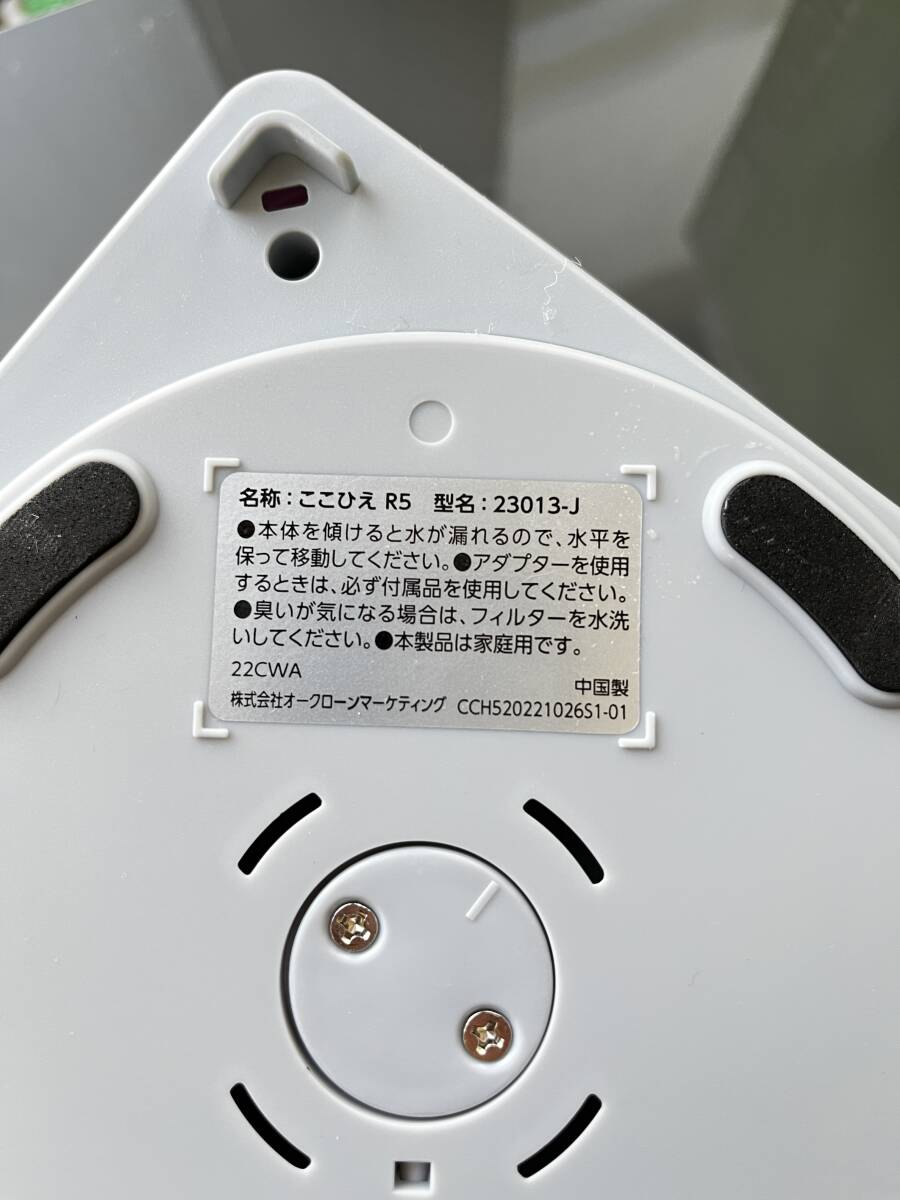 名称：ここひえ R5　型名：23013-J
●本体を傾けると水が漏れるので、水平を
保って移動してください。●アダプターを使用
するときは、必ず付属品を使用してください。
●臭いが気になる場合は、フィルターを水洗
いしてください。●本製品は家庭用です。
22CWA
中国製
株式会社オークローンマーケティング CCH520221026S1-01